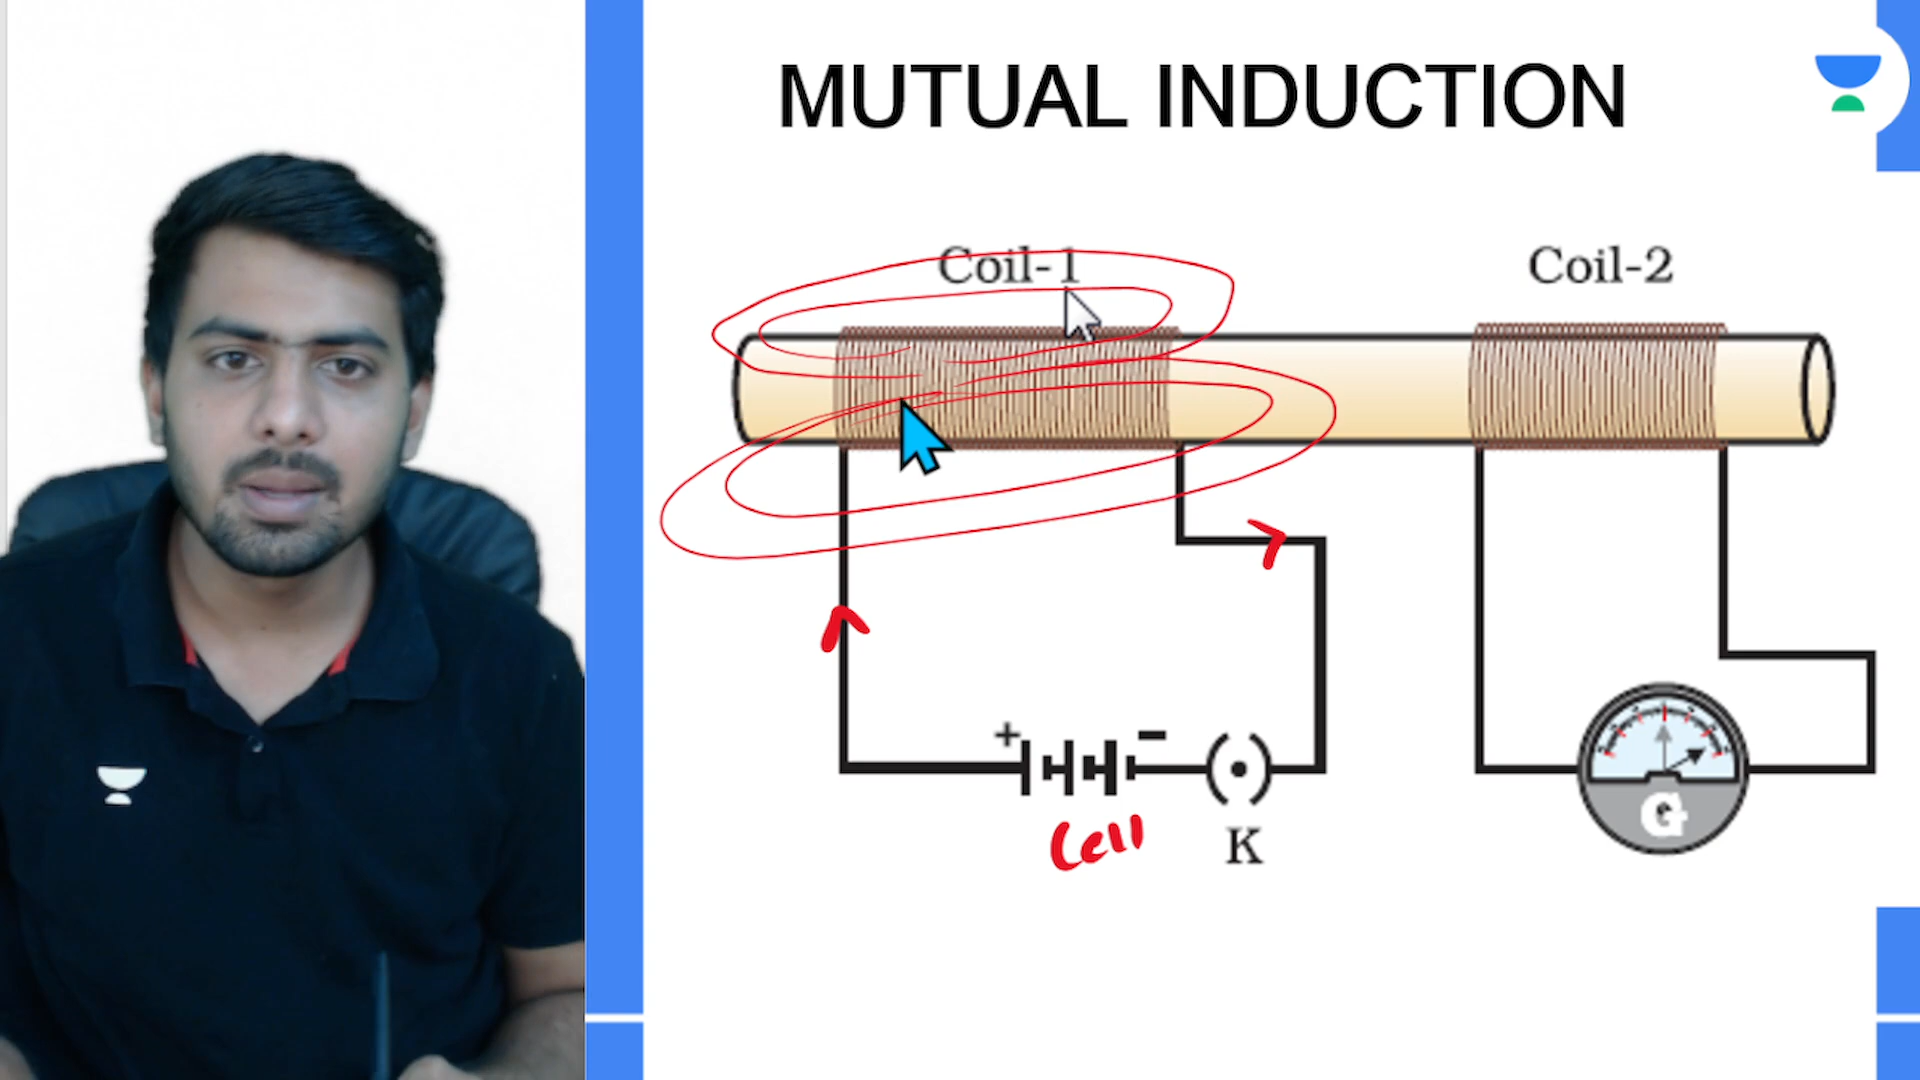 MUTUAL INDUCTION
Coil-1
Coil-2
+
-
Cell
K
G